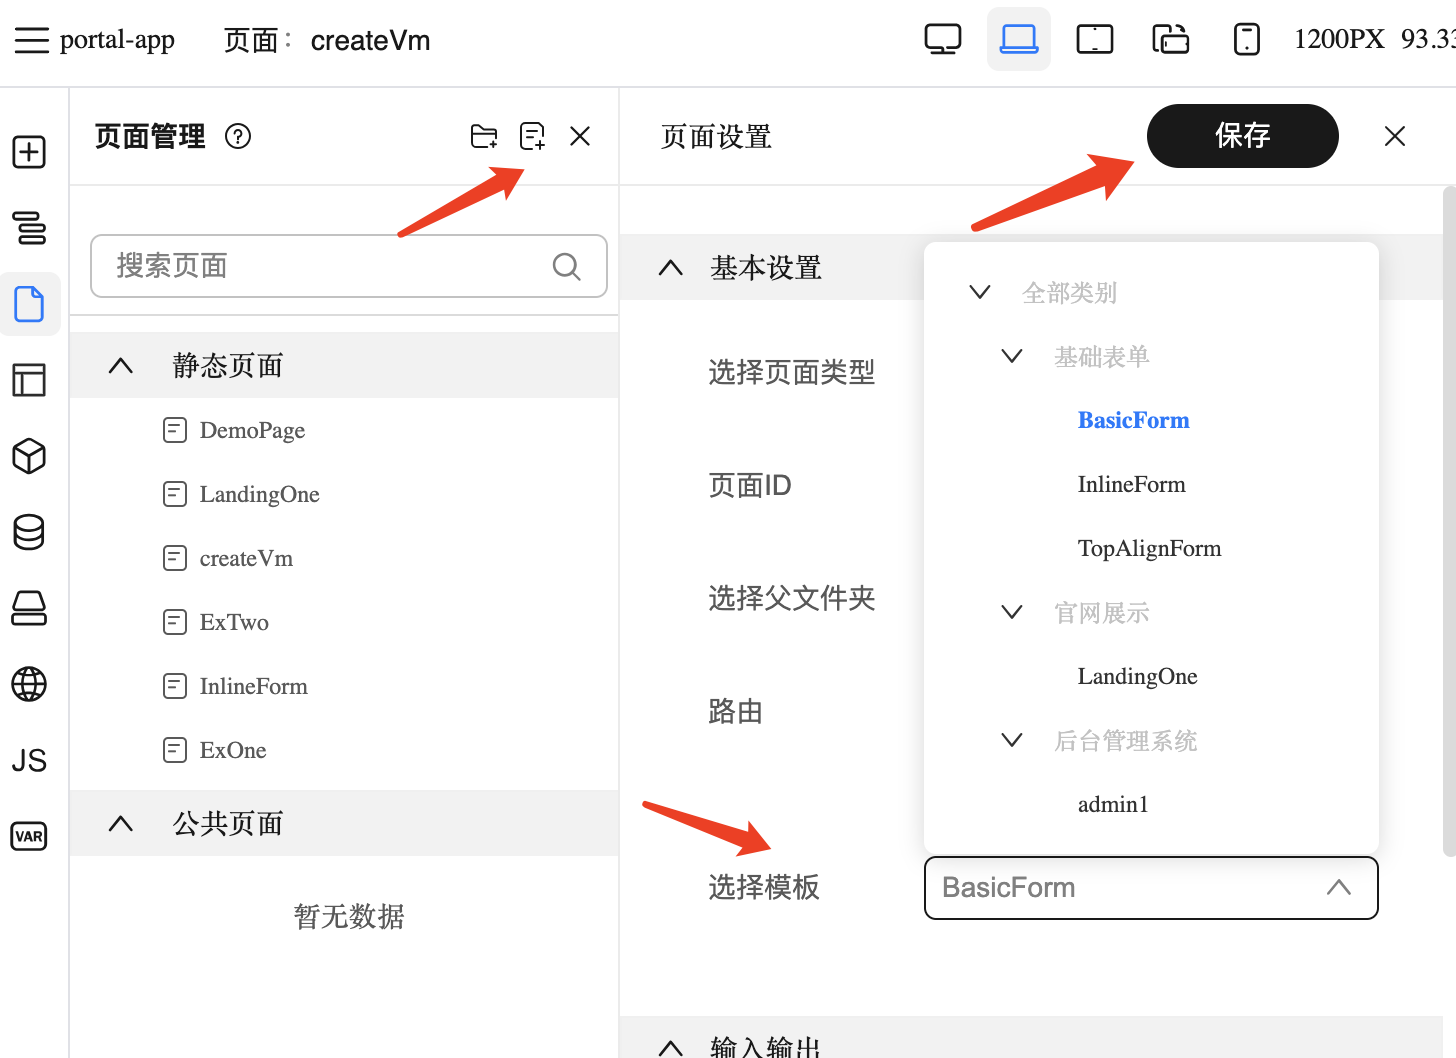 portal-app 页面： createVm 1200PX 93.33
页面管理
搜索页面
静态页面
DemoPage
LandingOne
createVm
ExTwo
InlineForm
ExOne
公共页面
暂无数据
JS
VAR
页面设置 保存
基本设置
选择页面类型
页面ID
选择父文件夹
路由
全部类别
基础表单
BasicForm
InlineForm
TopAlignForm
官网展示
LandingOne
后台管理系统
admin1
选择模板 BasicForm
输入输出